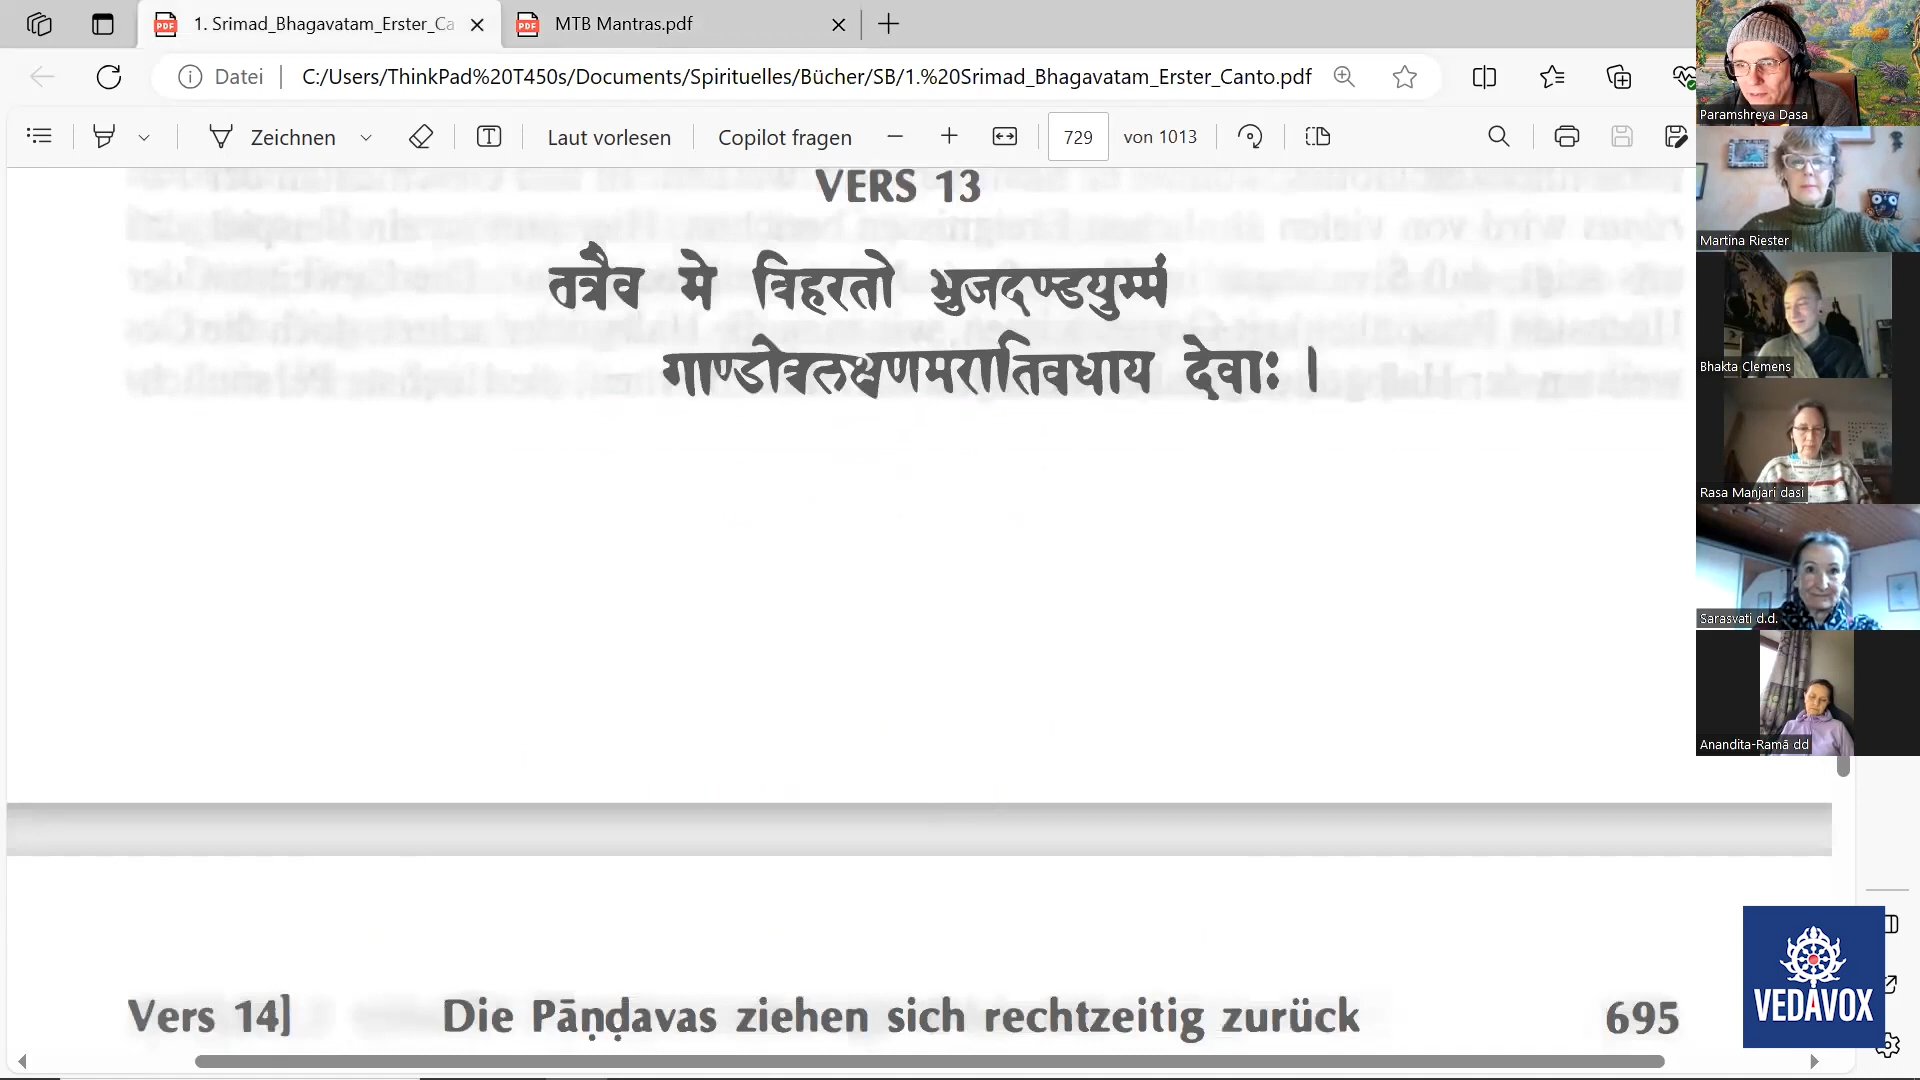 1. Srimad_Bhagavatam_Erster_Ca
MTB Mantras.pdf
Datei
C:/Users/ThinkPad%20T450s/Documents/Spirituelles/Bücher/SB/1.%20Srimad_Bhagavatam_Erster_Canto.pdf
Zeichnen
Laut vorlesen
Copilot fragen
729 von 1013
VERS 13
तत्रैव मे विहरतो भुजदण्डयुग्मं
गाण्डीवलक्षणमरातिवधाय देवाः ।
Vers 14] Die Pāṇḍavas ziehen sich rechtzeitig zurück 695
Paramshreya Dasa
Martina Riester
Bhakta Clemens
Rasa Manjari dasi
Sarasvati d.d.
Anandita-Ramā dd
VEDAVOX